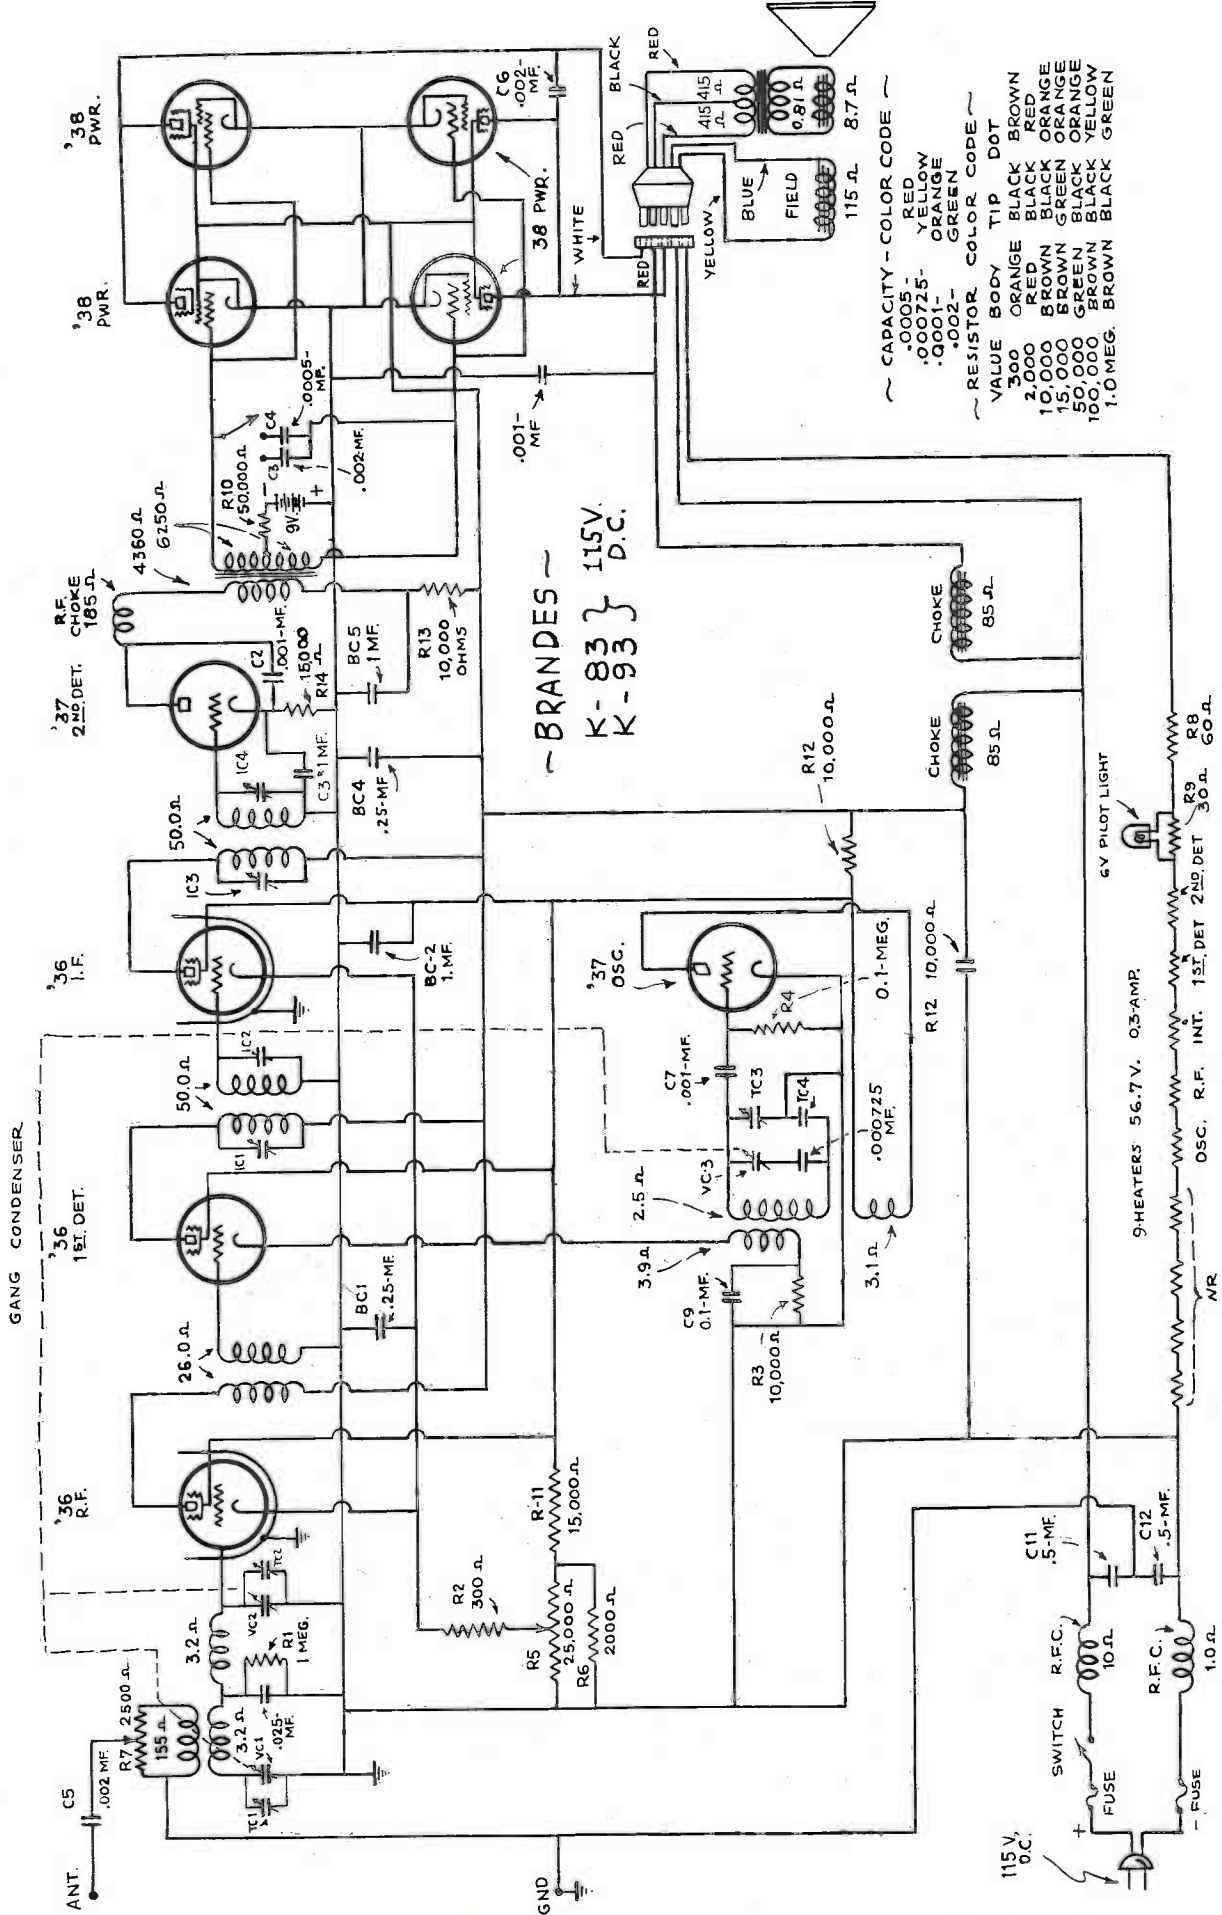 GANG CONDENSER
ANT.
C5
.002 MF.
R7 2500 Ω
155 Ω
3.2 Ω
VC1
TC1
.025-
MF.
3.2 Ω
R1
1 MEG.
VC2
TC2
'36
R.F.
26.0 Ω
'36
1ST DET.
IC1
50.0 Ω
IC2
'36
I.F.
IC3
50.0 Ω
IC4
'37
2ND DET.
R.F.
CHOKE
185 Ω
4360 Ω
6250 Ω
C2
.001-MF.
15,000
Ω
R14
C3 1 MF.
R10
50,000 Ω
9V.
+
C3
C4
.0005-
MF.
.002-MF.
'38
PWR.
'38
PWR.
38 PWR.
C6
.002-
MF.
WHITE
BC1
.25-MF.
BC-2
1. MF.
BC4
.25-MF
BC5
1 MF.
R13
10,000
OHMS
.001-
MF
R2
300 Ω
R5
25,000 Ω
R6
2000 Ω
R-11
15,000 Ω
GND
~ BRANDES ~
K-83 } 115V.
K-93 } D.C.
RED
BLACK
RED
415
Ω
415
Ω
0.81 Ω
8.7 Ω
RED
YELLOW
BLUE
FIELD
115 Ω
'37
OSC.
C7
.001-MF.
R4
0.1-MEG.
TC3
TC4
VC-3
.000725
MF.
2.5 Ω
3.9 Ω
3.1 Ω
C9
0.1-MF.
R3
10,000 Ω
R12
10,000 Ω
R12 10,000 Ω
CHOKE
85 Ω
CHOKE
85 Ω
~ CAPACITY-COLOR CODE ~
.0005- RED
.00725- YELLOW
.0001- ORANGE
.002- GREEN
~ RESISTOR COLOR CODE ~
VALUE BODY TIP DOT
300 ORANGE BLACK BROWN
2,000 RED BLACK RED
10,000 BROWN BLACK ORANGE
15,000 BROWN GREEN ORANGE
50,000 GREEN BLACK ORANGE
100,000 BROWN BLACK YELLOW
1.0 MEG. BROWN BLACK GREEN
6V PILOT LIGHT
9-HEATERS 56.7 V. 0.3-AMP.
PWR
OSC. R.F. INT. 1ST DET 2ND DET
R9
30 Ω
R8
60 Ω
C11
.5-MF.
C12
.5-MF.
R.F.C.
10 Ω
R.F.C.
1.0 Ω
SWITCH
FUSE
FUSE
+
-
115 V.
D.C.